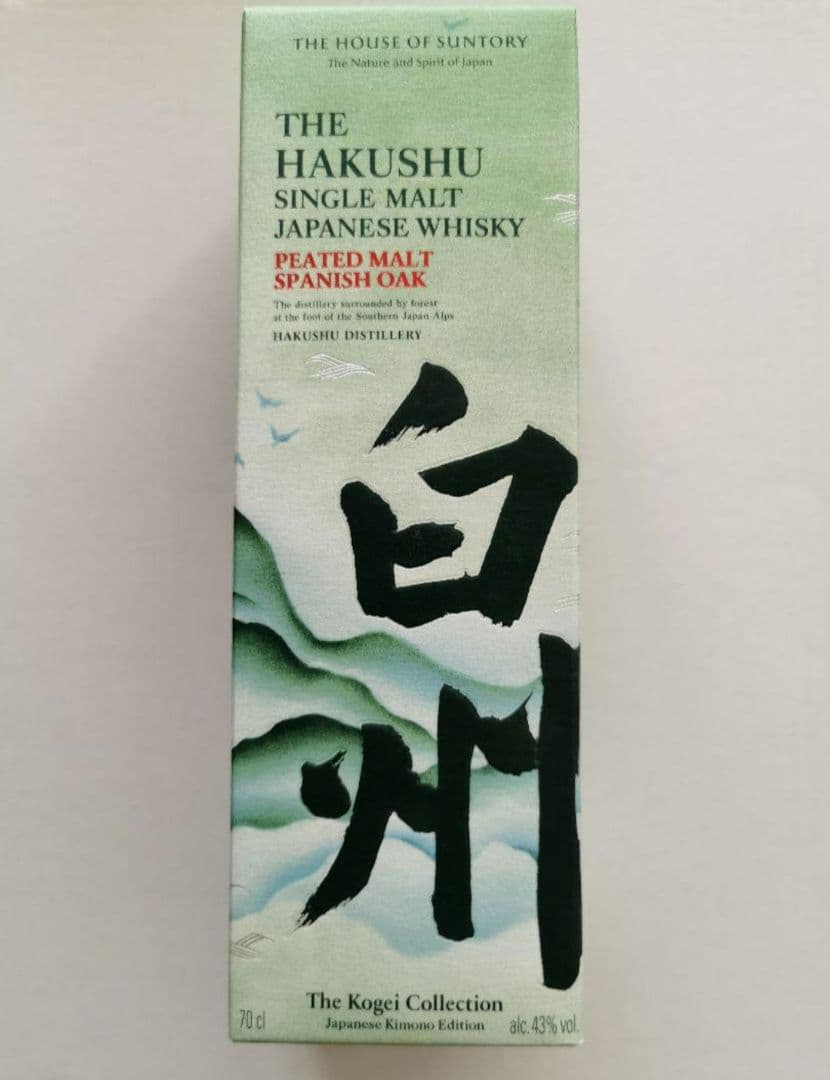 THE HOUSE OF SUNTORY
The Nature and Spirit of Japan
THE
HAKUSHU
SINGLE MALT
JAPANESE WHISKY
PEATED MALT
SPANISH OAK
The distillery surrounded by forest
at the foot of the Southern Japan Alps
HAKUSHU DISTILLERY
白
州
The Kogei Collection
Japanese Kimono Edition
70 cl
alc. 43% vol.